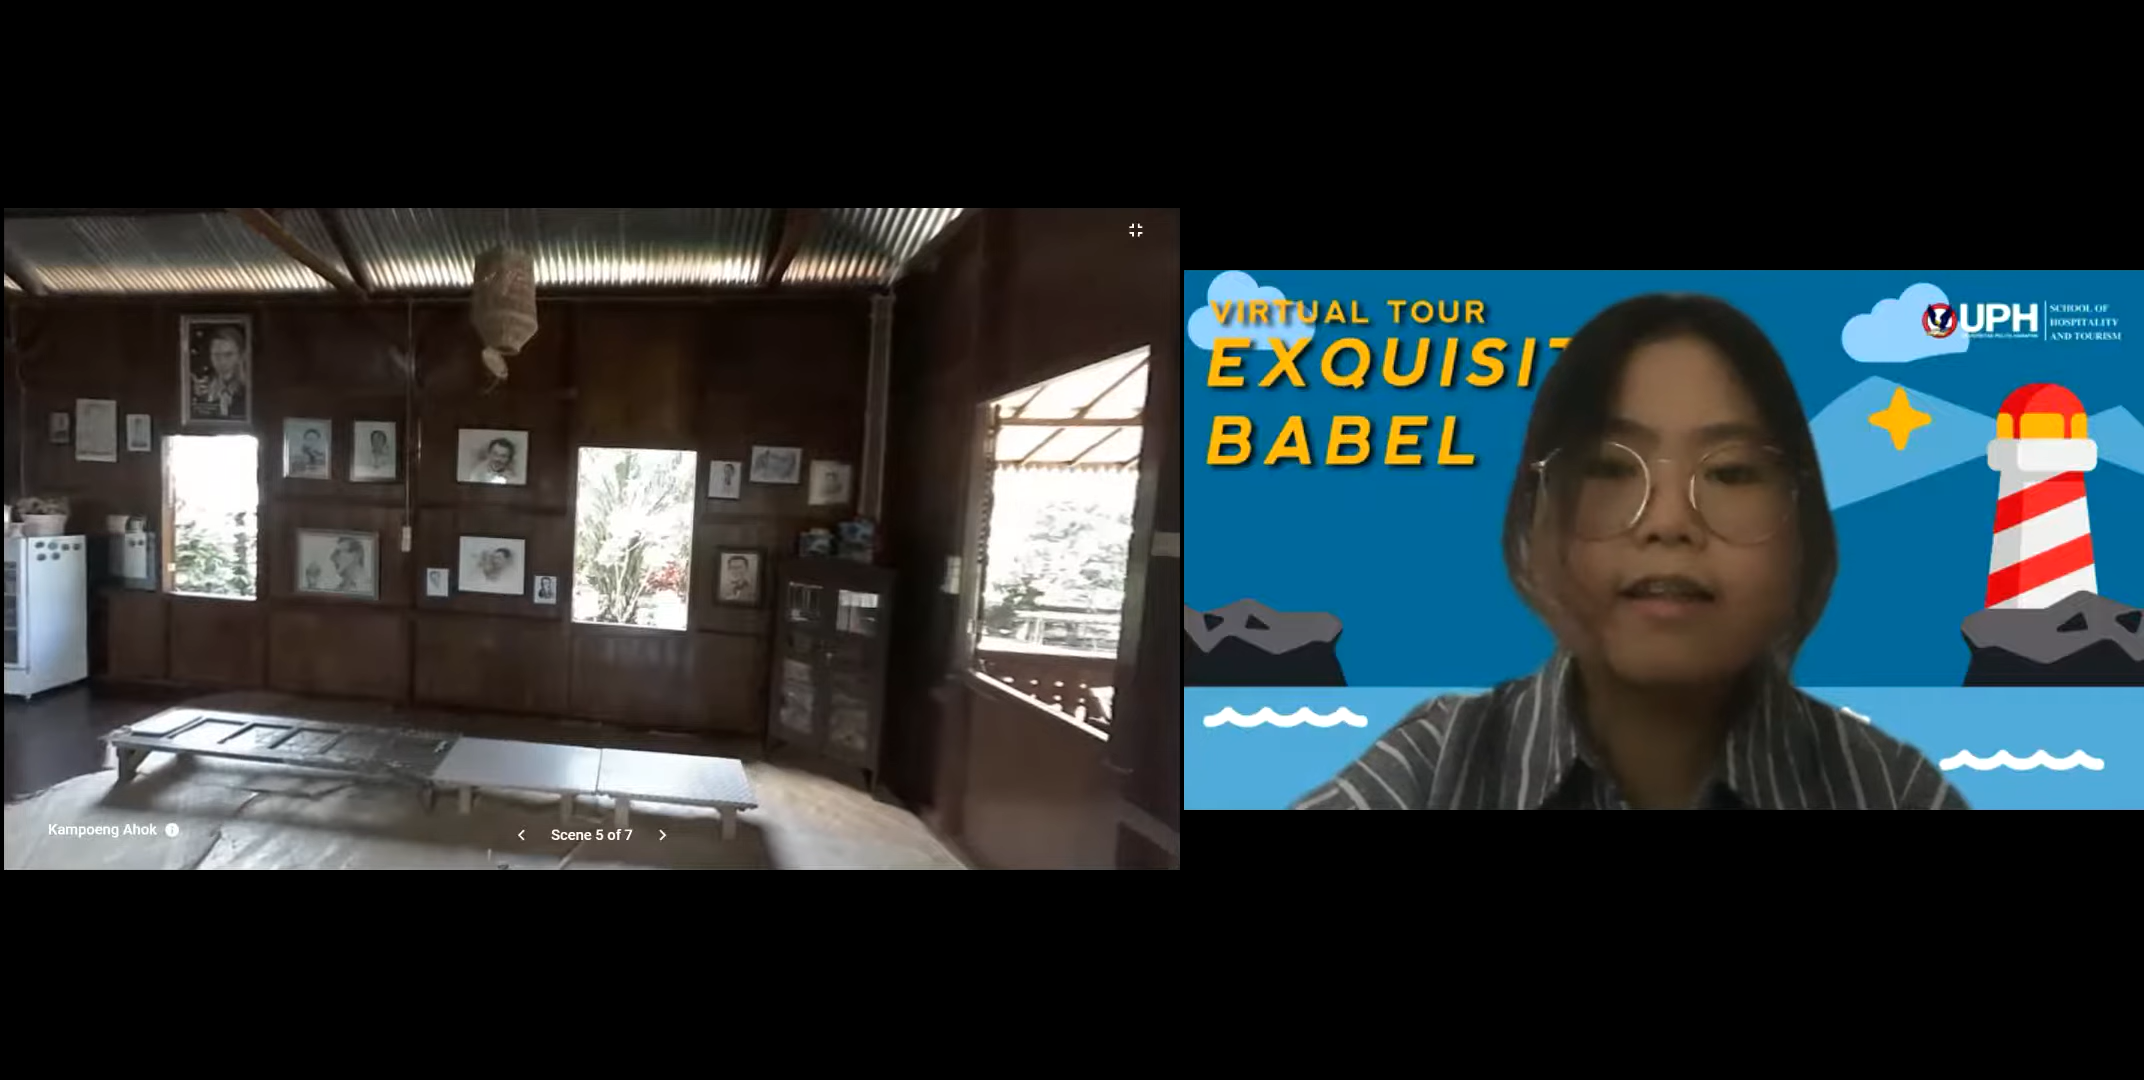 Kampoeng Ahok
Scene 5 of 7
VIRTUAL TOUR
EXQUISIT
BABEL
UPH
SCHOOL OF
HOSPITALITY
AND TOURISM